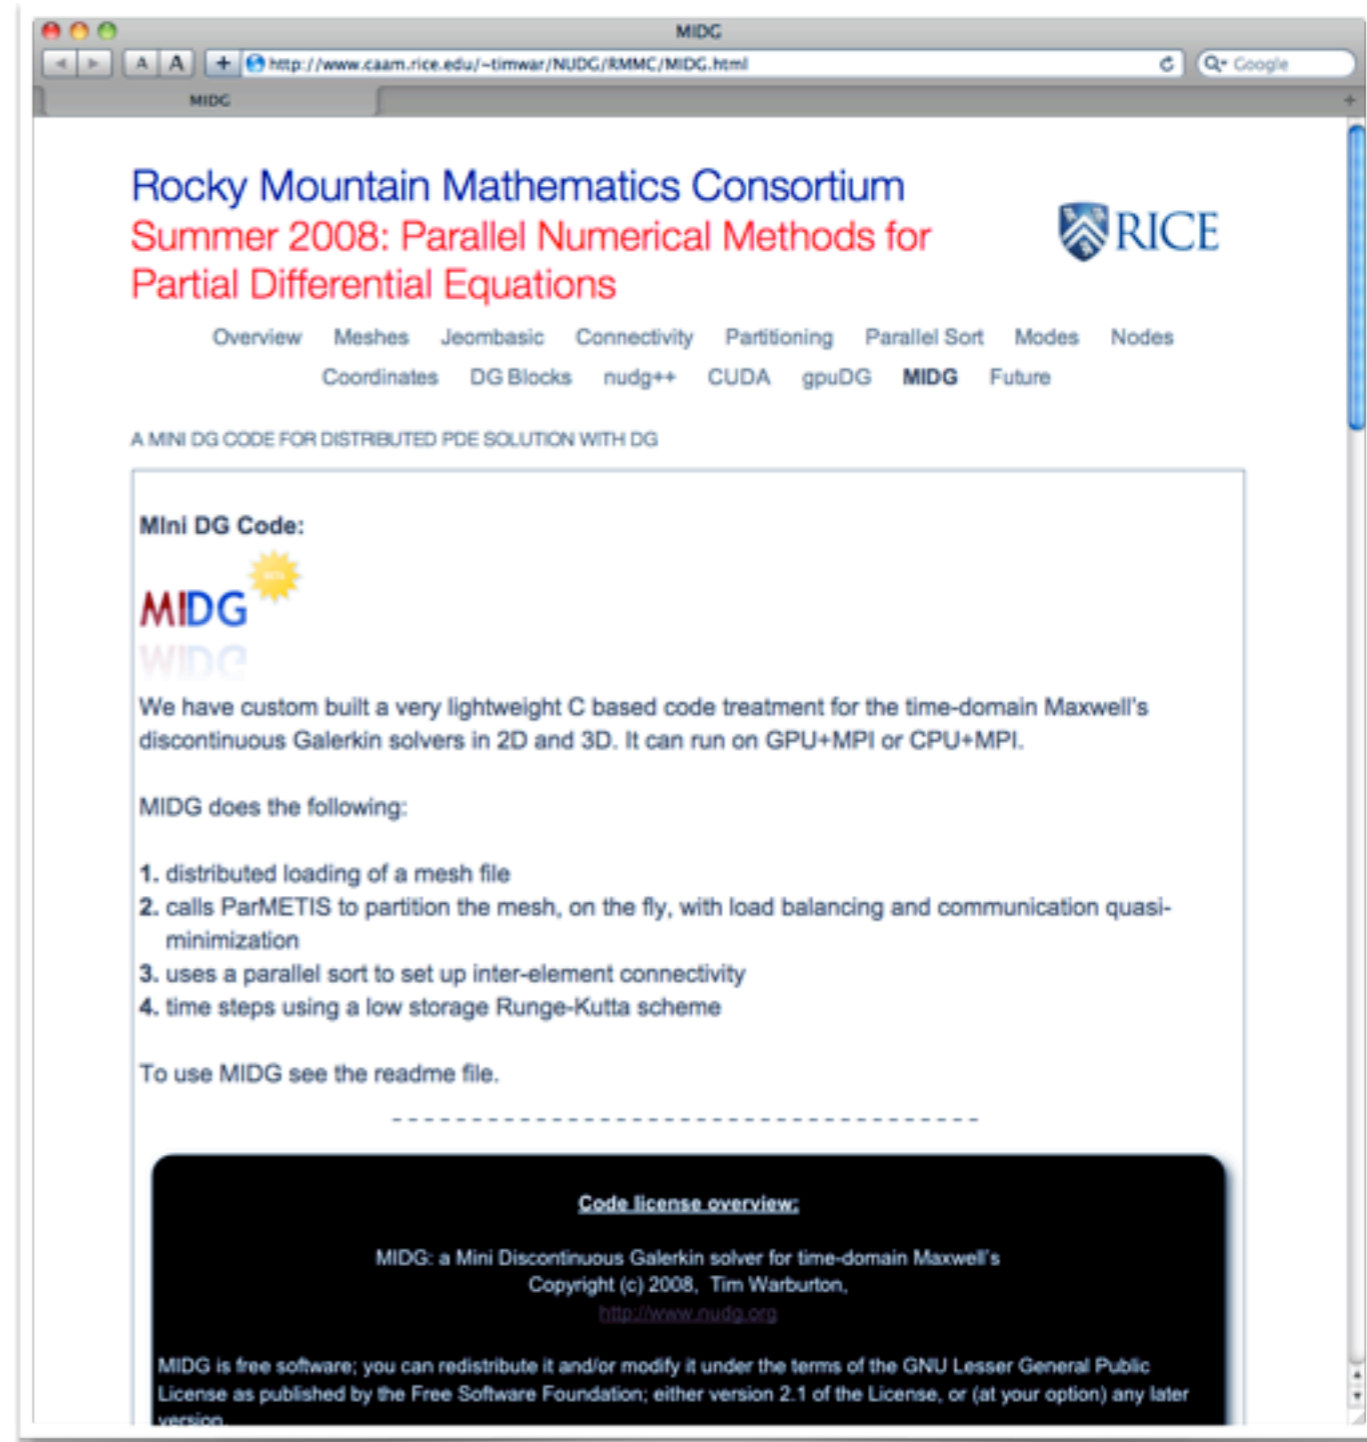 MIDG
A A + http://www.caam.rice.edu/~timwar/NUDG/RMMC/MIDG.html Google
MIDG +
Rocky Mountain Mathematics Consortium
Summer 2008: Parallel Numerical Methods for
Partial Differential Equations
RICE
Overview Meshes Jeombasic Connectivity Partitioning Parallel Sort Modes Nodes
Coordinates DG Blocks nudg++ CUDA gpuDG MIDG Future
A MINI DG CODE FOR DISTRIBUTED PDE SOLUTION WITH DG
MIni DG Code:
BETA
MIDG
We have custom built a very lightweight C based code treatment for the time-domain Maxwell's
discontinuous Galerkin solvers in 2D and 3D. It can run on GPU+MPI or CPU+MPI.
MIDG does the following:
1. distributed loading of a mesh file
2. calls ParMETIS to partition the mesh, on the fly, with load balancing and communication quasi-
minimization
3. uses a parallel sort to set up inter-element connectivity
4. time steps using a low storage Runge-Kutta scheme
To use MIDG see the readme file.
Code license overview:
MIDG: a Mini Discontinuous Galerkin solver for time-domain Maxwell's
Copyright (c) 2008, Tim Warburton,
http://www.nudg.org
MIDG is free software; you can redistribute it and/or modify it under the terms of the GNU Lesser General Public
License as published by the Free Software Foundation; either version 2.1 of the License, or (at your option) any later
version.